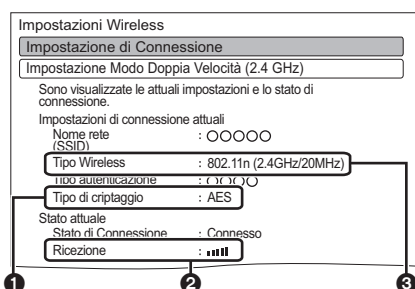 Impostazioni Wireless
Impostazione di Connessione
Impostazione Modo Doppia Velocità (2.4 GHz)
Sono visualizzate le attuali impostazioni e lo stato di
connessione.
Impostazioni di connessione attuali
Nome rete : OOOOO
(SSID)
Tipo Wireless : 802.11n (2.4GHz/20MHz)
Tipo autenticazione : OOOO
Tipo di criptaggio : AES
Stato attuale
Stato di Connessione : Connesso
Ricezione :
1 2 3